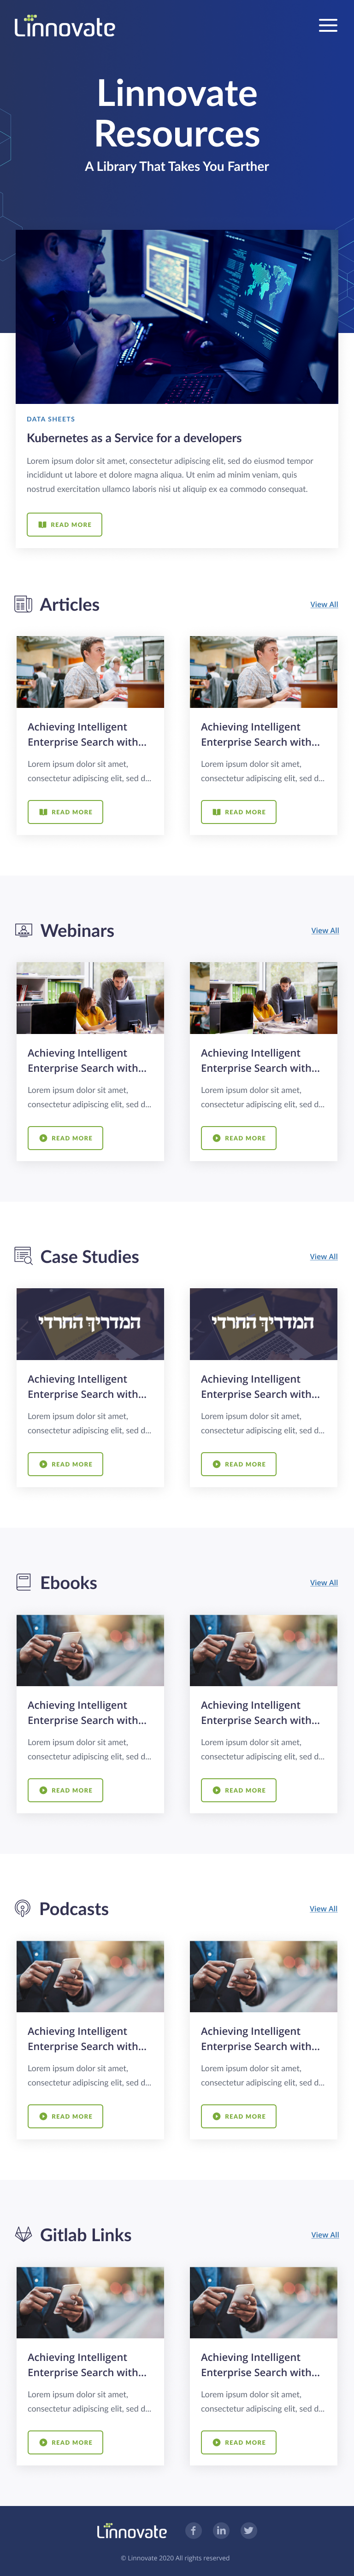 Linnovate
Linnovate
Resources
A Library That Takes You Farther
DATA SHEETS
Kubernetes as a Service for a developers
Lorem ipsum dolor sit amet, consectetur adipiscing elit, sed do eiusmod tempor
incididunt ut labore et dolore magna aliqua. Ut enim ad minim veniam, quis
nostrud exercitation ullamco laboris nisi ut aliquip ex ea commodo consequat.
READ MORE
Articles
View All
Achieving Intelligent
Enterprise Search with...
Lorem ipsum dolor sit amet,
consectetur adipiscing elit, sed d...
READ MORE
Achieving Intelligent
Enterprise Search with...
Lorem ipsum dolor sit amet,
consectetur adipiscing elit, sed d...
READ MORE
Webinars
View All
Achieving Intelligent
Enterprise Search with...
Lorem ipsum dolor sit amet,
consectetur adipiscing elit, sed d...
READ MORE
Achieving Intelligent
Enterprise Search with...
Lorem ipsum dolor sit amet,
consectetur adipiscing elit, sed d...
READ MORE
Case Studies
View All
המדריך החרדי
Achieving Intelligent
Enterprise Search with...
Lorem ipsum dolor sit amet,
consectetur adipiscing elit, sed d...
READ MORE
המדריך החרדי
Achieving Intelligent
Enterprise Search with...
Lorem ipsum dolor sit amet,
consectetur adipiscing elit, sed d...
READ MORE
Ebooks
View All
Achieving Intelligent
Enterprise Search with...
Lorem ipsum dolor sit amet,
consectetur adipiscing elit, sed d...
READ MORE
Achieving Intelligent
Enterprise Search with...
Lorem ipsum dolor sit amet,
consectetur adipiscing elit, sed d...
READ MORE
Podcasts
View All
Achieving Intelligent
Enterprise Search with...
Lorem ipsum dolor sit amet,
consectetur adipiscing elit, sed d...
READ MORE
Achieving Intelligent
Enterprise Search with...
Lorem ipsum dolor sit amet,
consectetur adipiscing elit, sed d...
READ MORE
Gitlab Links
View All
Achieving Intelligent
Enterprise Search with...
Lorem ipsum dolor sit amet,
consectetur adipiscing elit, sed d...
READ MORE
Achieving Intelligent
Enterprise Search with...
Lorem ipsum dolor sit amet,
consectetur adipiscing elit, sed d...
READ MORE
Linnovate
© Linnovate 2020 All rights reserved